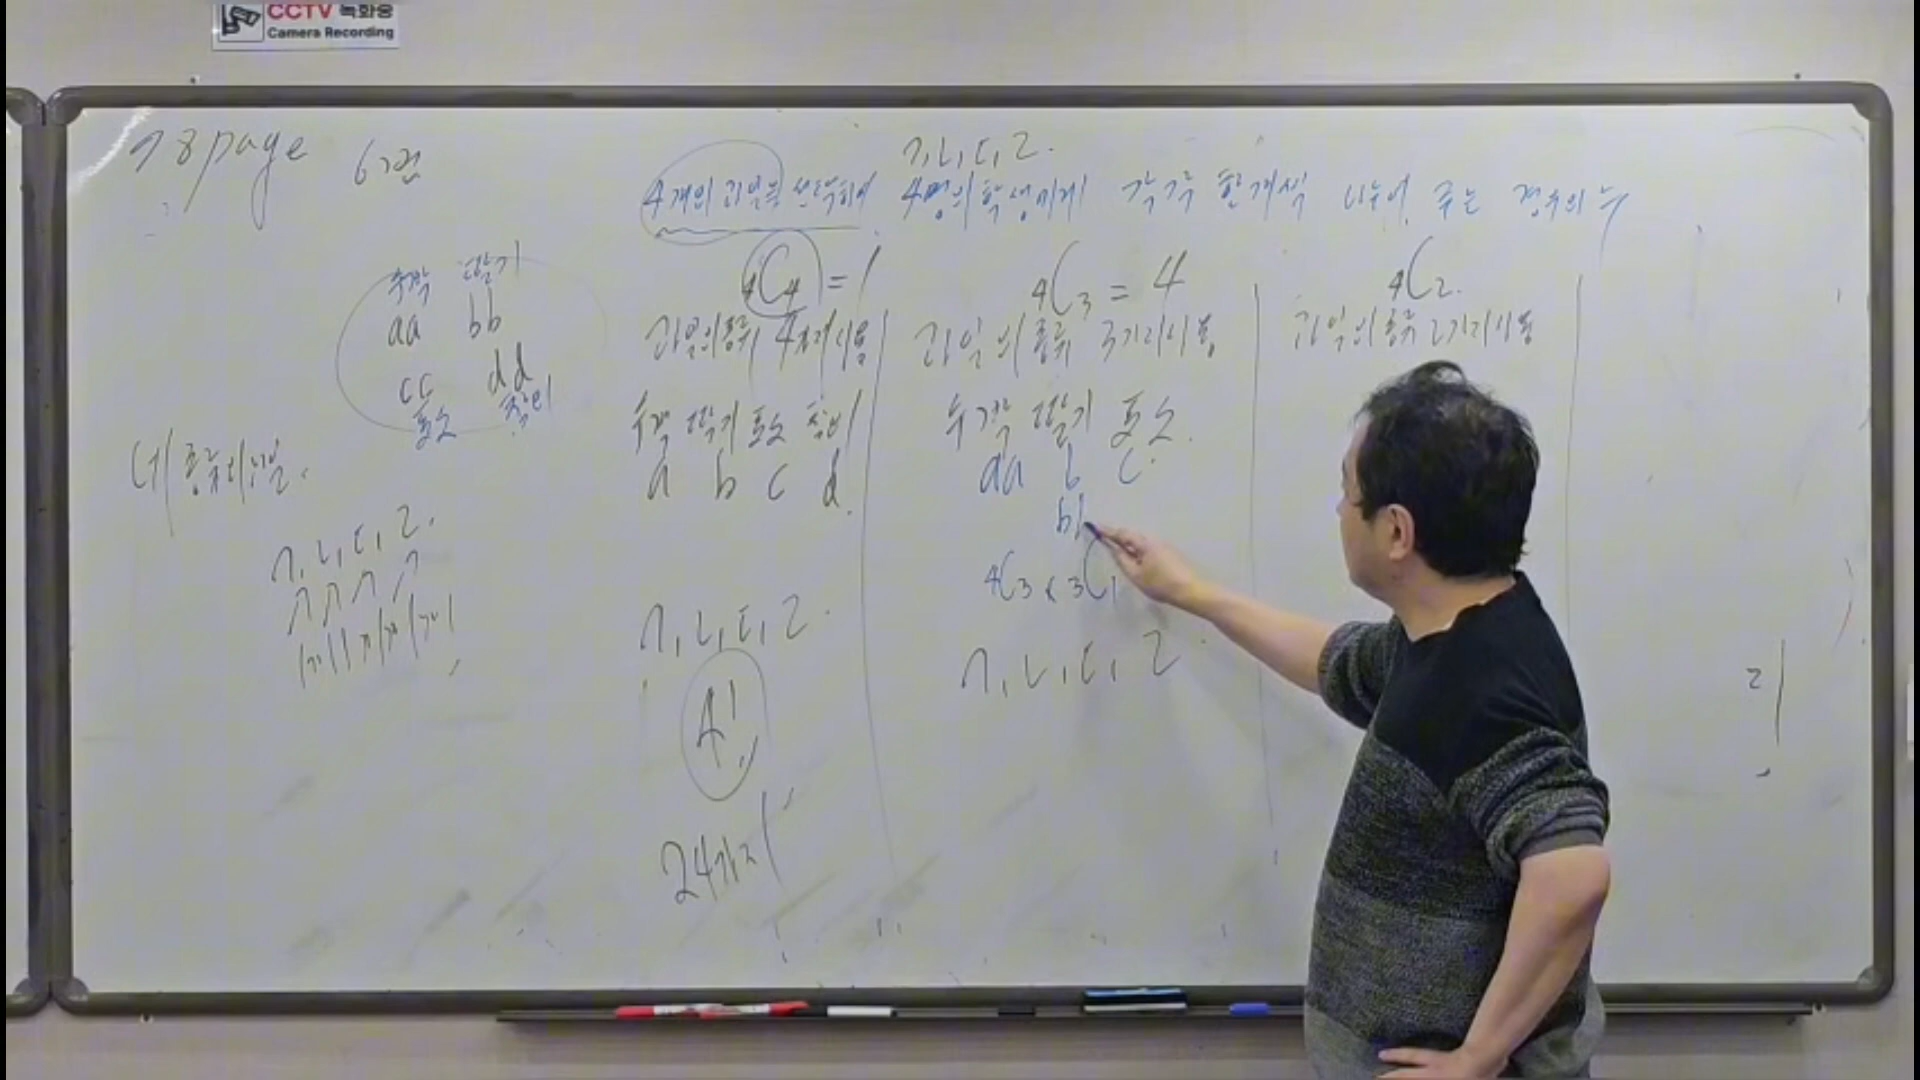 CCTV 녹화중
Camera Recording
78page 6번
ㄱ, ㄴ, ㄷ, ㄹ.
4개의 과일을 선택하여 4명의 학생에게 각각 한개씩 나누어 주는 경우의 수
수박 딸기
aa bb
cc dd
포도 참외
네 종류의 과일.
ㄱ, ㄴ, ㄷ, ㄹ.
4C4 = 1
과일의 종류 4가지 사용
수박 딸기 포도 참외
a b c d.
ㄱ, ㄴ, ㄷ, ㄹ.
4!
24가지
4C3 = 4
과일의 종류 3가지 사용
수박 딸기 포도.
aa b c
bb
4C3 × 3C1
ㄱ, ㄴ, ㄷ, ㄹ
4C2.
과일의 종류 2가지 사용